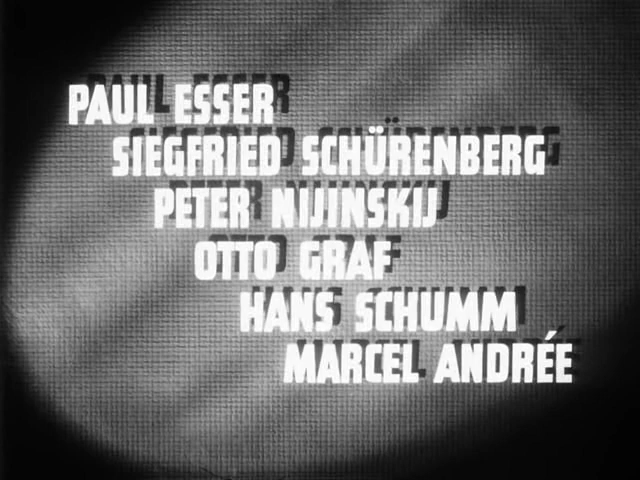 PAUL ESSER
SIEGFRIED SCHÜRENBERG
PETER NIJINSKIJ
OTTO GRAF
HANS SCHUMM
MARCEL ANDRÉE